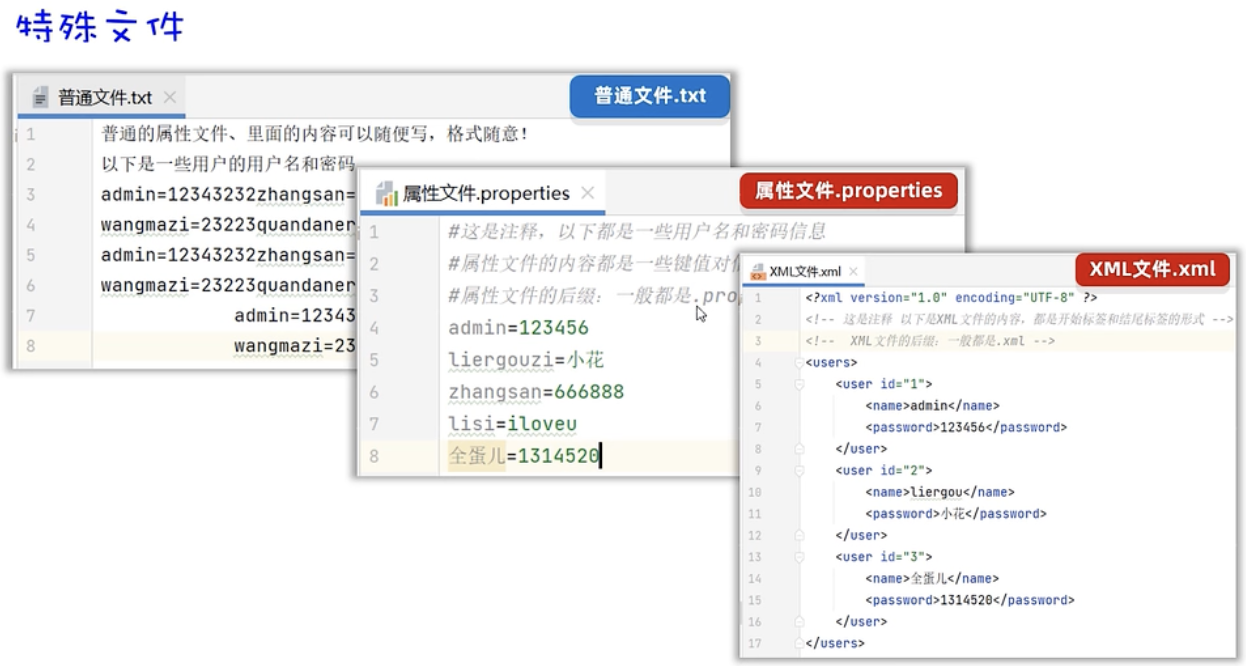 特殊文件
普通文件.txt
普通文件.txt
1 普通的属性文件、里面的内容可以随便写，格式随意！
2 以下是一些用户的用户名和密码
3 admin=12343232zhangsan=
4 wangmazi=23223quandaner
5 admin=12343232zhangsan=
6 wangmazi=23223quandaner
7 admin=12343
8 wangmazi=23
属性文件.properties
属性文件.properties
1 #这是注释，以下都是一些用户名和密码信息
2 #属性文件的内容都是一些键值对
3 #属性文件的后缀：一般都是.pro
4 admin=123456
5 liergouzi=小花
6 zhangsan=666888
7 lisi=iloveu
8 全蛋儿=1314520
XML文件.xml
XML文件.xml
1 <?xml version="1.0" encoding="UTF-8" ?>
2 <!-- 这是注释 以下是XML文件的内容，都是开始标签和结尾标签的形式 -->
3 <!-- XML文件的后缀：一般都是.xml -->
4 <users>
5 <user id="1">
6 <name>admin</name>
7 <password>123456</password>
8 </user>
9 <user id="2">
10 <name>liergou</name>
11 <password>小花</password>
12 </user>
13 <user id="3">
14 <name>全蛋儿</name>
15 <password>1314520</password>
16 </user>
17 </users>